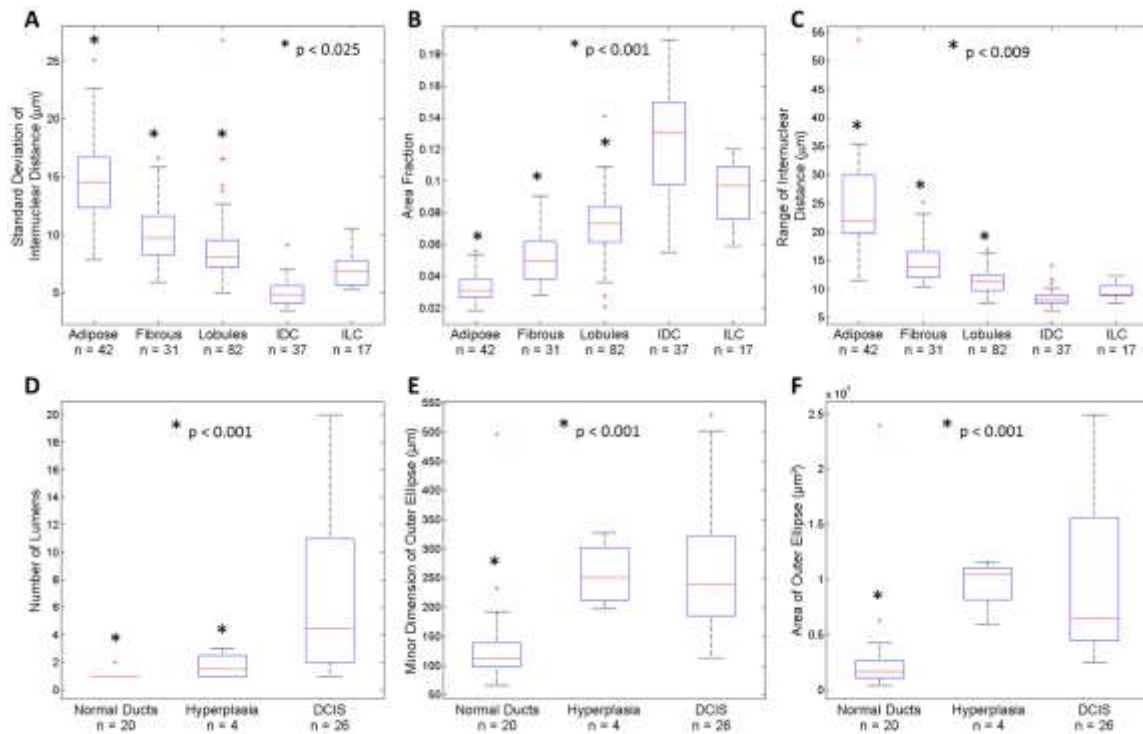 A
Standard Deviation of
Internuclear Distance (µm)
25
20
15
10
5
* p < 0.025
*
*
*
Adipose Fibrous Lobules IDC ILC
n = 42 n = 31 n = 82 n = 37 n = 17
B
Area Fraction
0.18
0.16
0.14
0.12
0.1
0.08
0.06
0.04
0.02
* p < 0.001
*
*
*
Adipose Fibrous Lobules IDC ILC
n = 42 n = 31 n = 82 n = 37 n = 17
C
Range of Internuclear
Distance (µm)
55
50
45
40
35
30
25
20
15
10
5
* p < 0.009
*
*
*
Adipose Fibrous Lobules IDC ILC
n = 42 n = 31 n = 82 n = 37 n = 17
D
Number of Lumens
20
18
16
14
12
10
8
6
4
2
0
* p < 0.001
*
*
Normal Ducts Hyperplasia DCIS
n = 20 n = 4 n = 26
E
Minor Dimension of Outer Ellipse (µm)
550
500
450
400
350
300
250
200
150
100
50
* p < 0.001
*
Normal Ducts Hyperplasia DCIS
n = 20 n = 4 n = 26
F
Area of Outer Ellipse (µm²)
x 10
2.5
2
1.5
1
0.5
0
* p < 0.001
*
Normal Ducts Hyperplasia DCIS
n = 20 n = 4 n = 26